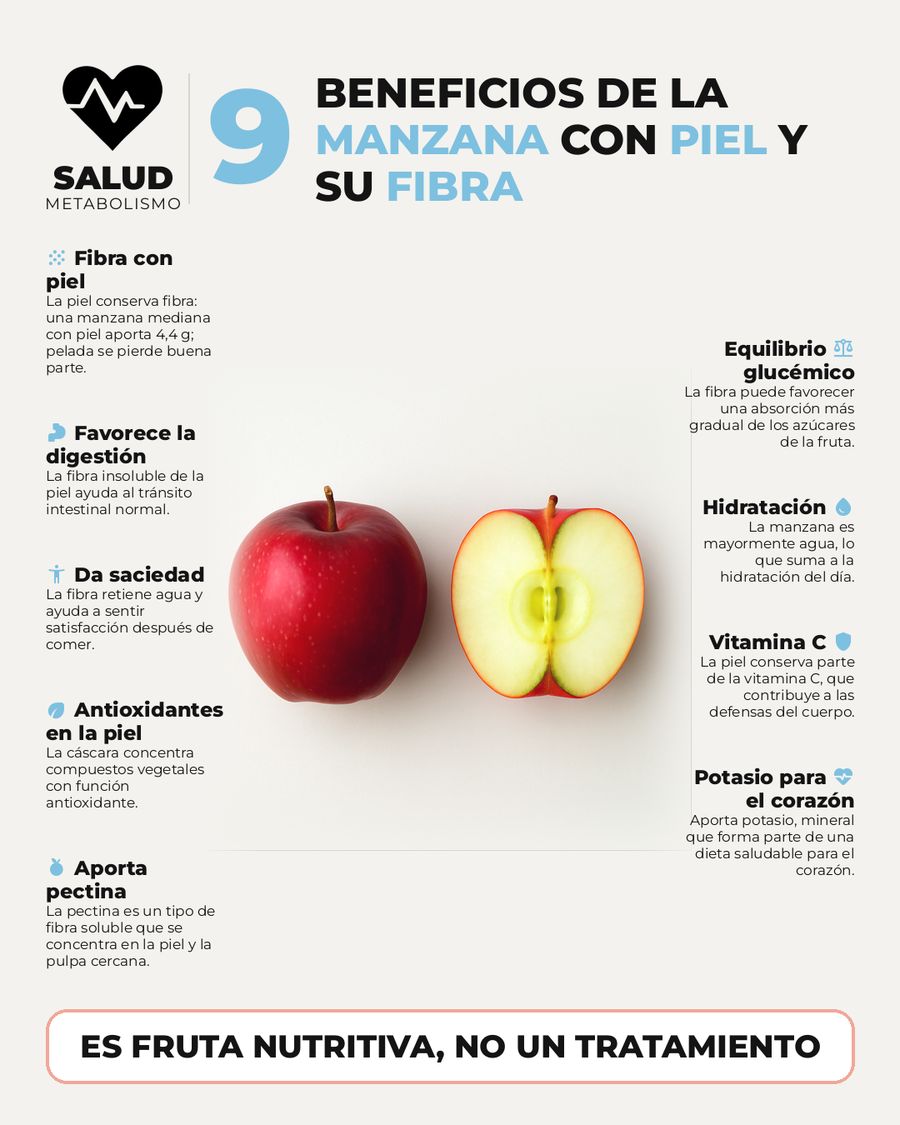 SALUD
METABOLISMO
9
BENEFICIOS DE LA
MANZANA CON PIEL Y
SU FIBRA
Fibra con
piel
La piel conserva fibra:
una manzana mediana
con piel aporta 4,4 g;
pelada se pierde buena
parte.
Favorece la
digestión
La fibra insoluble de la
piel ayuda al tránsito
intestinal normal.
Da saciedad
La fibra retiene agua y
ayuda a sentir
satisfacción después de
comer.
Antioxidantes
en la piel
La cáscara concentra
compuestos vegetales
con función
antioxidante.
Aporta
pectina
La pectina es un tipo de
fibra soluble que se
concentra en la piel y la
pulpa cercana.
Equilibrio
glucémico
La fibra puede favorecer
una absorción más
gradual de los azúcares
de la fruta.
Hidratación
La manzana es
mayormente agua, lo
que suma a la
hidratación del día.
Vitamina C
La piel conserva parte
de la vitamina C, que
contribuye a las
defensas del cuerpo.
Potasio para
el corazón
Aporta potasio, mineral
que forma parte de una
dieta saludable para el
corazón.
ES FRUTA NUTRITIVA, NO UN TRATAMIENTO